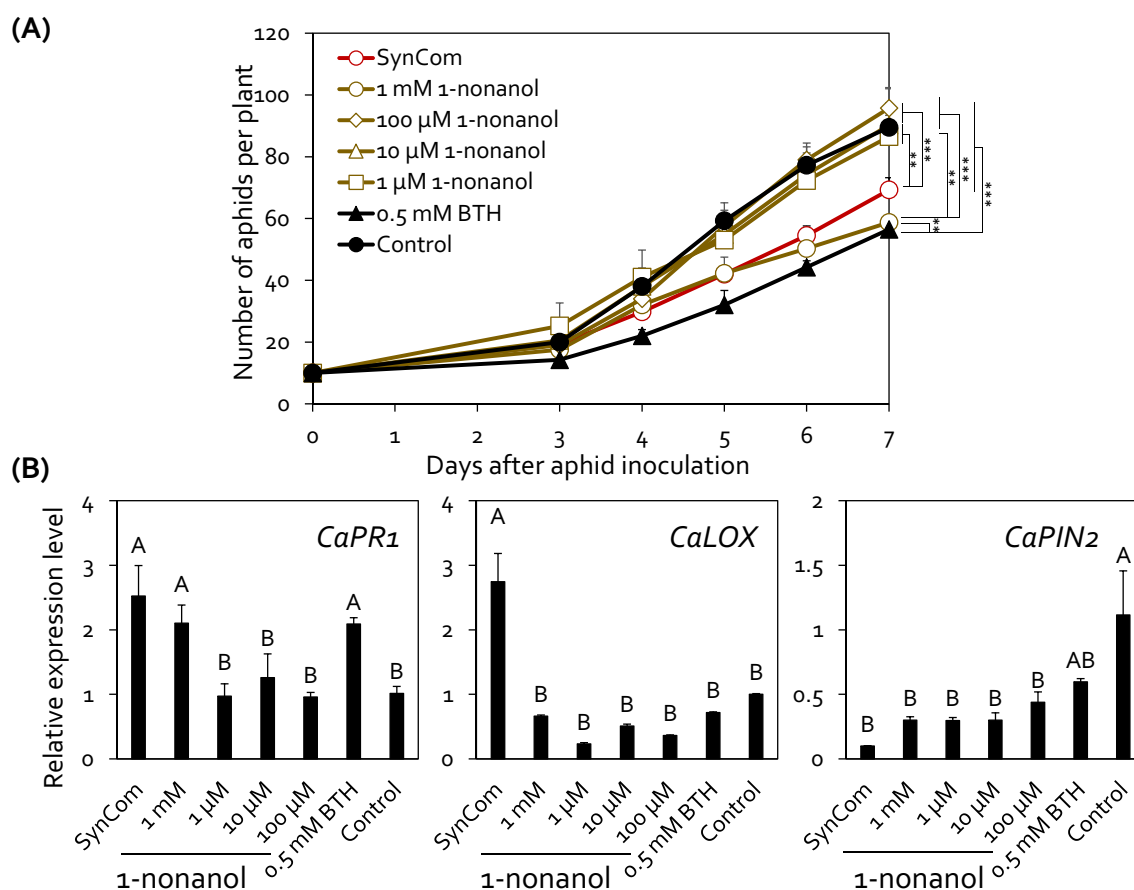 (A)
Number of aphids per plant
120
100
80
60
40
20
0
SynCom
1 mM 1-nonanol
100 µM 1-nonanol
10 µM 1-nonanol
1 µM 1-nonanol
0.5 mM BTH
Control
** *** ** *** *** **
0 1 2 3 4 5 6 7
Days after aphid inoculation
(B)
Relative expression level
4
3
2
1
0
CaPR1
A A B B B A B
SynCom 1 mM 1 µM 10 µM 100 µM 0.5 mM BTH Control
1-nonanol
4
3
2
1
0
CaLOX
A B B B B B B
SynCom 1 mM 1 µM 10 µM 100 µM 0.5 mM BTH Control
1-nonanol
2
1.5
1
0.5
0
CaPIN2
B B B B B AB A
SynCom 1 mM 1 µM 10 µM 100 µM 0.5 mM BTH Control
1-nonanol